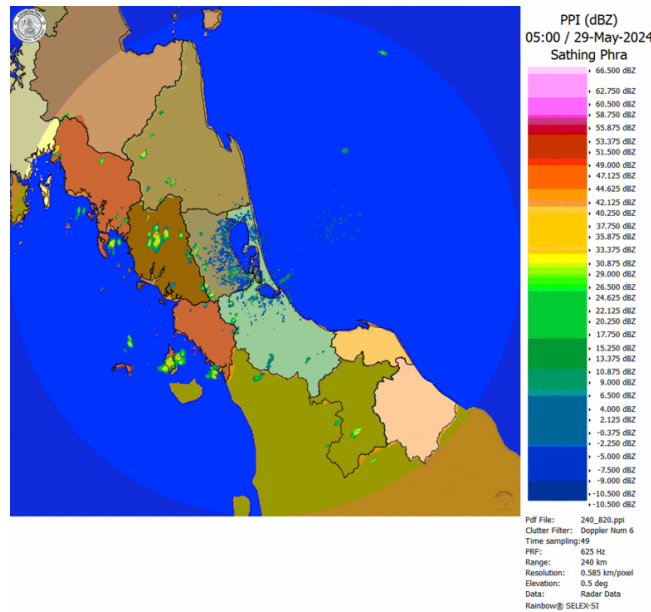 PPI (dBZ)
05:00 / 29-May-2024
Sathing Phra
66.500 dBZ
62.750 dBZ
60.500 dBZ
58.750 dBZ
55.875 dBZ
53.375 dBZ
51.500 dBZ
49.000 dBZ
47.125 dBZ
44.625 dBZ
42.125 dBZ
40.250 dBZ
37.750 dBZ
35.875 dBZ
33.375 dBZ
30.875 dBZ
29.000 dBZ
26.500 dBZ
24.625 dBZ
22.125 dBZ
20.250 dBZ
17.750 dBZ
15.250 dBZ
13.375 dBZ
10.875 dBZ
9.000 dBZ
6.500 dBZ
4.000 dBZ
2.125 dBZ
-0.375 dBZ
-2.250 dBZ
-5.000 dBZ
-7.500 dBZ
-9.000 dBZ
-10.500 dBZ
-10.500 dBZ
Pdf File: 240_820.ppi
Clutter Filter: Doppler Num 6
Time sampling:49
PRF: 625 Hz
Range: 240 km
Resolution: 0.585 km/pixel
Elevation: 0.5 deg
Data: Radar Data
Rainbow® SELEX-SI